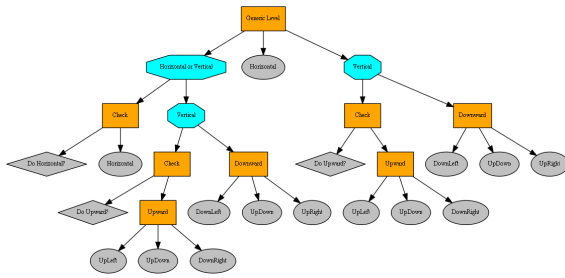 Generic Level
Horizontal or Vertical
Horizontal
Vertical
Check
Vertical
Check
Downward
Do Horizontal?
Horizontal
Check
Downward
Do Upward?
Upward
DownLeft
UpDown
UpRight
Do Upward?
Upward
DownLeft
UpDown
UpRight
UpLeft
UpDown
DownRight
UpLeft
UpDown
DownRight